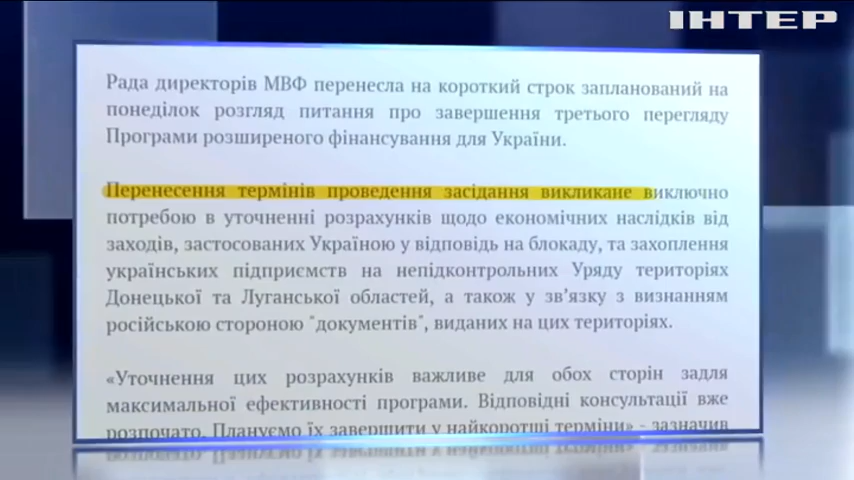 ІНТЕР
Рада директорів МВФ перенесла на короткий строк запланований на
понеділок розгляд питання про завершення третього перегляду
Програми розширеного фінансування для України.
Перенесення термінів проведення засідання викликане виключно
потребою в уточненні розрахунків щодо економічних наслідків від
заходів, застосованих Україною у відповідь на блокаду, та захоплення
українських підприємств на непідконтрольних Уряду територіях
Донецької та Луганської областей, а також у зв’язку з визнанням
російською стороною "документів", виданих на цих територіях.
«Уточнення цих розрахунків важливе для обох сторін задля
максимальної ефективності програми. Відповідні консультації вже
розпочато. Плануємо їх завершити у найкоротші терміни» - зазначив